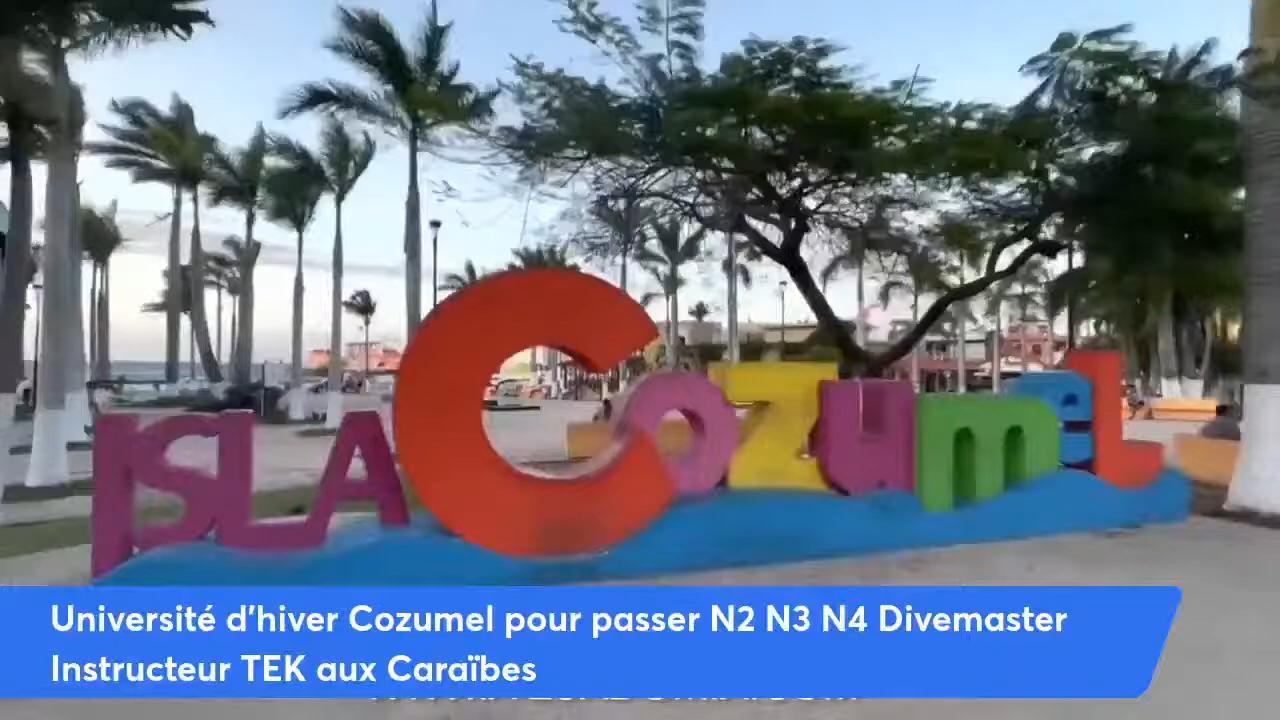 ISLA Cozumel
Université d'hiver Cozumel pour passer N2 N3 N4 Divemaster
Instructeur TEK aux Caraïbes